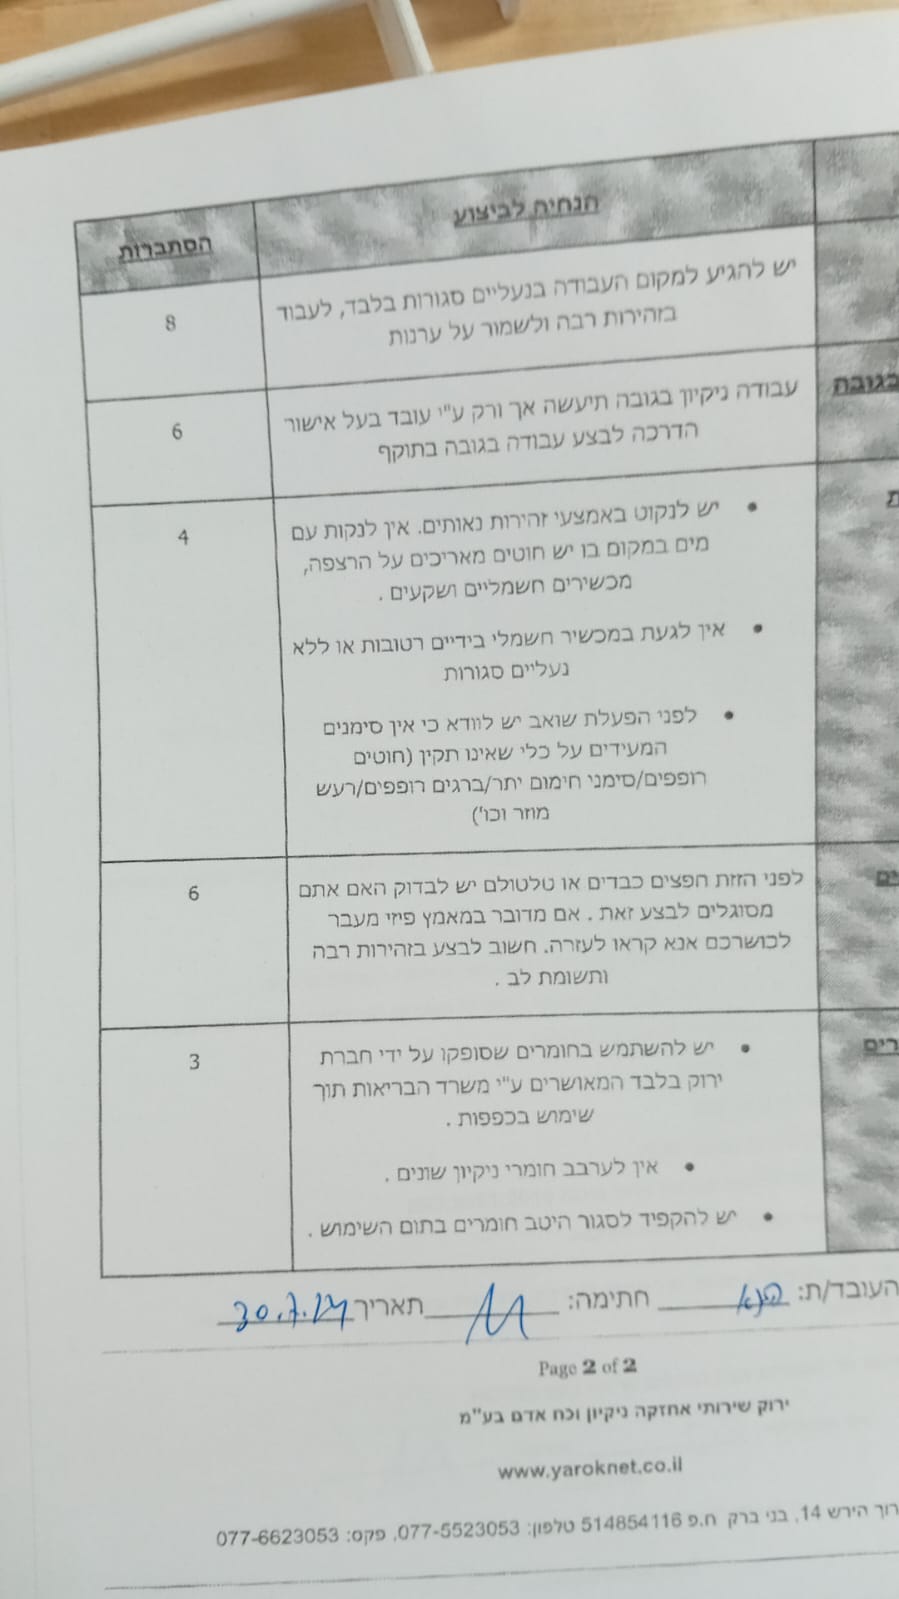 הנחיה לביצוע
הסתברות
יש להגיע למקום העבודה בנעליים סגורות בלבד, לעבוד
בזהירות רבה ולשמור על ערנות
8
בגובה
עבודה ניקיון בגובה תיעשה אך ורק ע"י עובד בעל אישור
הדרכה לבצע עבודה בגובה בתוקף
6
ת
• יש לנקוט באמצעי זהירות נאותים. אין לנקות עם
מים במקום בו יש חוטים מאריכים על הרצפה,
מכשירים חשמליים ושקעים .
4
• אין לגעת במכשיר חשמלי בידיים רטובות או ללא
נעליים סגורות
• לפני הפעלת שואב יש לוודא כי אין סימנים
המעידים על כלי שאינו תקין (חוטים
רופפים/סימני חימום יתר/ברגים רופפים/רעש
מוזר וכו')
ים
לפני הזזת חפצים כבדים או טלטולם יש לבדוק האם אתם
מסוגלים לבצע זאת . אם מדובר במאמץ פיזי מעבר
לכושרכם אנא קראו לעזרה. חשוב לבצע בזהירות רבה
ותשומת לב .
6
רים
• יש להשתמש בחומרים שסופקו על ידי חברת
ירוק בלבד המאושרים ע"י משרד הבריאות תוך
שימוש בכפפות .
3
• אין לערבב חומרי ניקיון שונים .
• יש להקפיד לסגור היטב חומרים בתום השימוש .
העובד/ת: חתימה: תאריך
Page 2 of 2
ירוק שירותי אחזקה ניקיון וכח אדם בע"מ
www.yaroknet.co.il
רוך הירש 14, בני ברק ח.פ 514854116 טלפון: 077-5523053, פקס: 077-6623053